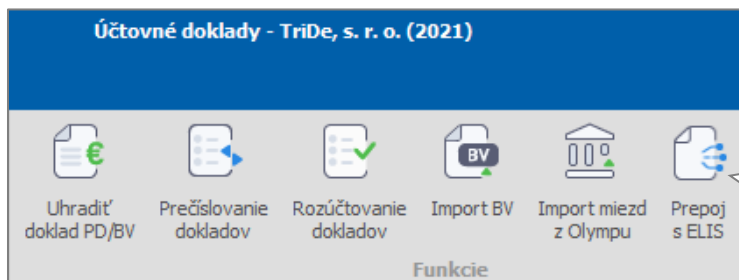 Účtovné doklady - TriDe, s. r. o. (2021)
€
BV
Uhradiť Prečíslovanie Rozúčtovanie Import BV Import miezd Prepoj
doklad PD/BV dokladov dokladov z Olympu s ELIS
Funkcie